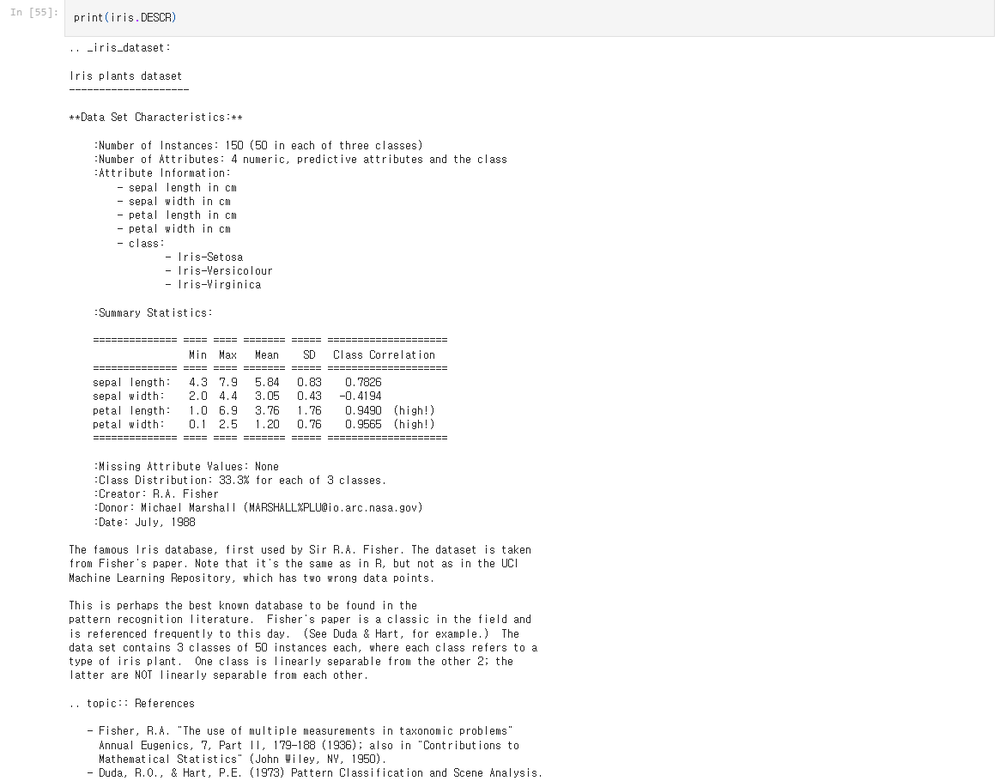 In [55]:
print(iris.DESCR)
.. _iris_dataset:
Iris plants dataset
--------------------
**Data Set Characteristics:**
:Number of Instances: 150 (50 in each of three classes)
:Number of Attributes: 4 numeric, predictive attributes and the class
:Attribute Information:
- sepal length in cm
- sepal width in cm
- petal length in cm
- petal width in cm
- class:
- Iris-Setosa
- Iris-Versicolour
- Iris-Virginica
:Summary Statistics:
============== ==== ==== ======= ===== ====================
Min Max Mean SD Class Correlation
============== ==== ==== ======= ===== ====================
sepal length: 4.3 7.9 5.84 0.83 0.7826
sepal width: 2.0 4.4 3.05 0.43 -0.4194
petal length: 1.0 6.9 3.76 1.76 0.9490 (high!)
petal width: 0.1 2.5 1.20 0.76 0.9565 (high!)
============== ==== ==== ======= ===== ====================
:Missing Attribute Values: None
:Class Distribution: 33.3% for each of 3 classes.
:Creator: R.A. Fisher
:Donor: Michael Marshall (MARSHALL%PLU@io.arc.nasa.gov)
:Date: July, 1988
The famous Iris database, first used by Sir R.A. Fisher. The dataset is taken
from Fisher's paper. Note that it's the same as in R, but not as in the UCI
Machine Learning Repository, which has two wrong data points.
This is perhaps the best known database to be found in the
pattern recognition literature. Fisher's paper is a classic in the field and
is referenced frequently to this day. (See Duda & Hart, for example.) The
data set contains 3 classes of 50 instances each, where each class refers to a
type of iris plant. One class is linearly separable from the other 2; the
latter are NOT linearly separable from each other.
.. topic:: References
- Fisher, R.A. "The use of multiple measurements in taxonomic problems"
Annual Eugenics, 7, Part II, 179-188 (1936); also in "Contributions to
Mathematical Statistics" (John Wiley, NY, 1950).
- Duda, R.O., & Hart, P.E. (1973) Pattern Classification and Scene Analysis.